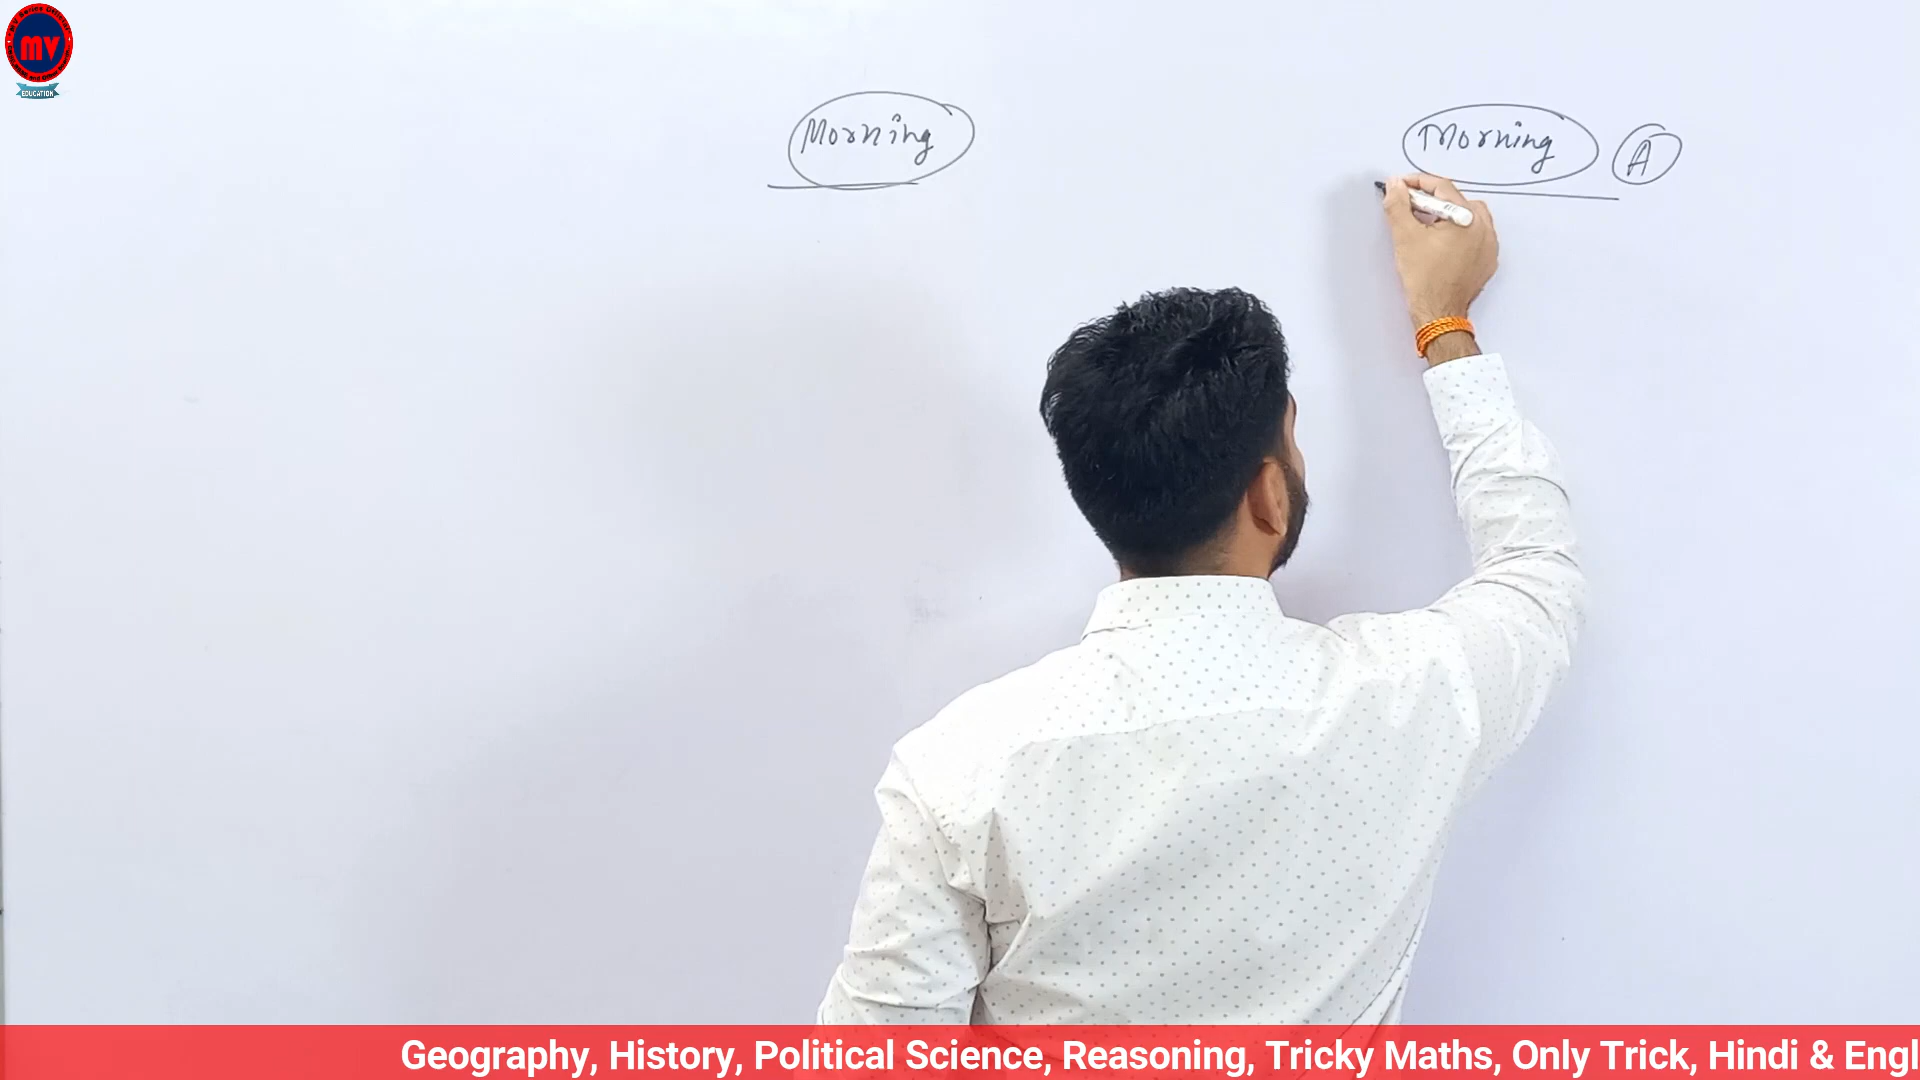 MV
EDUCATION
Morning
Morning A
Geography, History, Political Science, Reasoning, Tricky Maths, Only Trick, Hindi & Engl